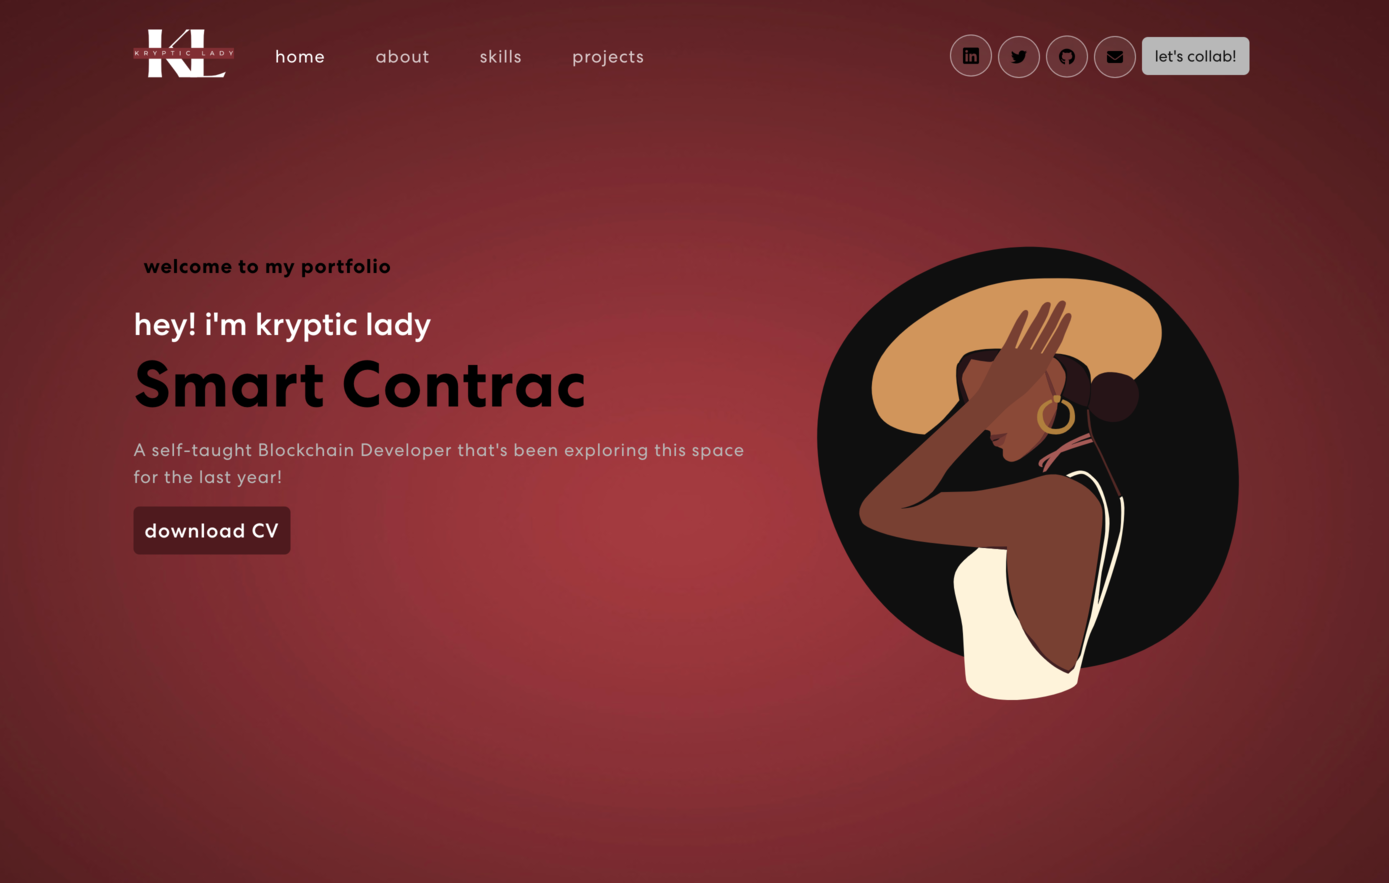 KL
KRYPTIC LADY
home about skills projects let's collab!
welcome to my portfolio
hey! i'm kryptic lady
Smart Contrac
A self-taught Blockchain Developer that's been exploring this space
for the last year!
download CV